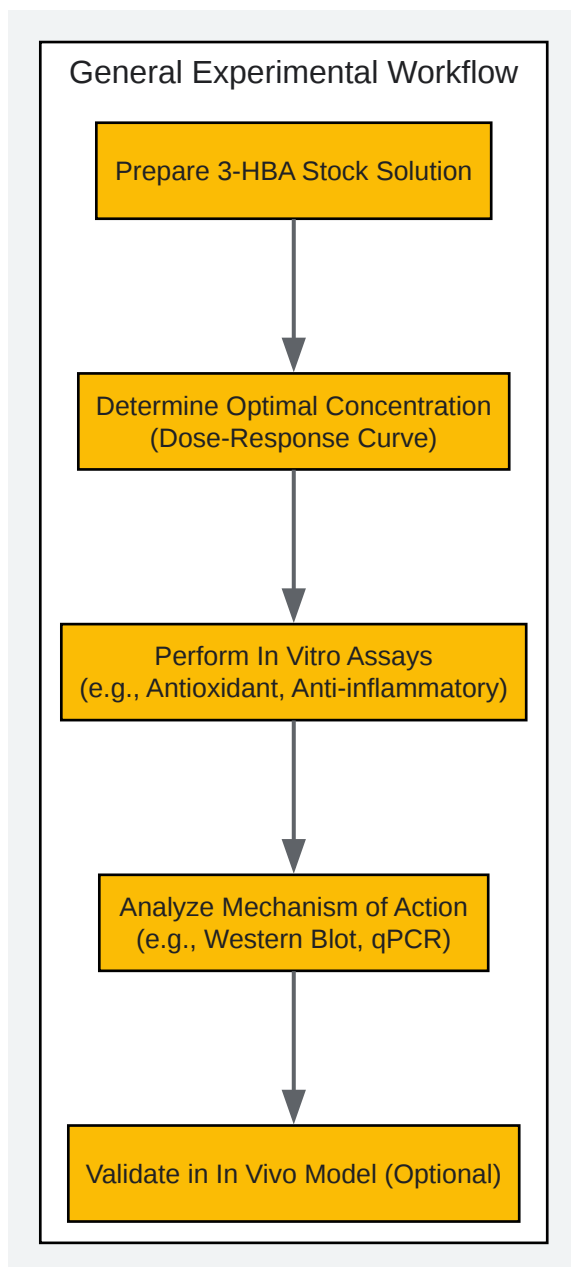 General Experimental Workflow
Prepare 3-HBA Stock Solution
Determine Optimal Concentration
(Dose-Response Curve)
Perform In Vitro Assays
(e.g., Antioxidant, Anti-inflammatory)
Analyze Mechanism of Action
(e.g., Western Blot, qPCR)
Validate in In Vivo Model (Optional)